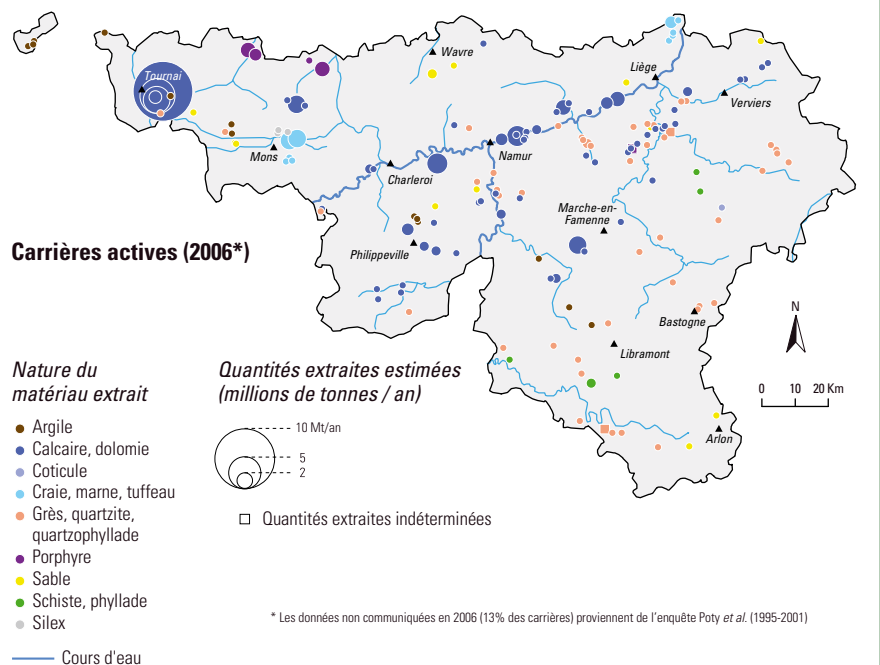 Tournai
Wavre
Liège
Verviers
Mons
Namur
Charleroi
Marche-en-
Famenne
Philippeville
Carrières actives (2006*)
Bastogne
Libramont
Arlon
N
0 10 20 Km
Nature du
matériau extrait
Argile
Calcaire, dolomie
Coticule
Craie, marne, tuffeau
Grès, quartzite,
quartzophyllade
Porphyre
Sable
Schiste, phyllade
Silex
Cours d'eau
Quantités extraites estimées
(millions de tonnes / an)
10 Mt/an
5
2
Quantités extraites indéterminées
* Les données non communiquées en 2006 (13% des carrières) proviennent de l'enquête Poty et al. (1995-2001)